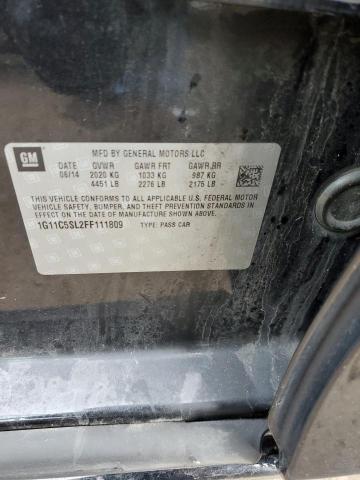 GM
MFD BY GENERAL MOTORS LLC
DATE GVWR GAWR FRT GAWR RR
06/14 2020 KG 1033 KG 987 KG
4451 LB 2276 LB 2175 LB
THIS VEHICLE CONFORMS TO ALL APPLICABLE U.S. FEDERAL MOTOR
VEHICLE SAFETY, BUMPER, AND THEFT PREVENTION STANDARDS
IN EFFECT ON THE DATE OF MANUFACTURE SHOWN ABOVE.
1G11C5SL2FF111809 TYPE: PASS CAR